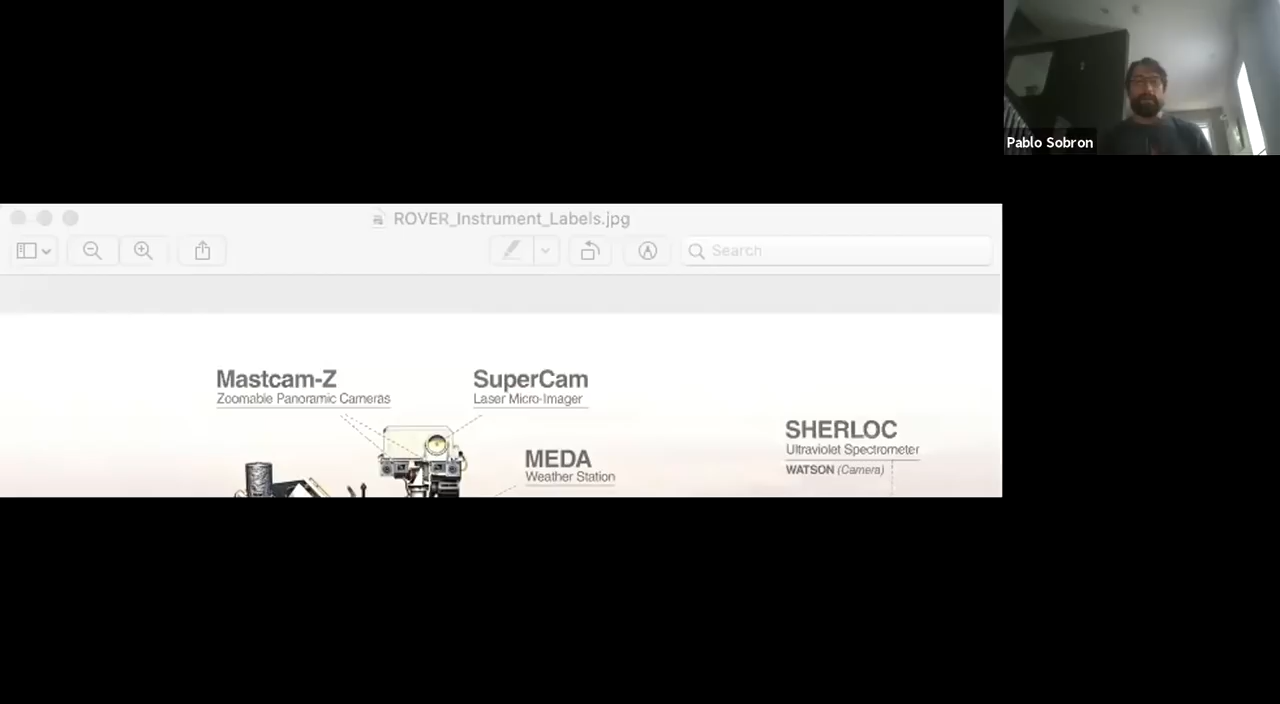 Pablo Sobron
ROVER_Instrument_Labels.jpg
Search
Mastcam-Z
Zoomable Panoramic Cameras
SuperCam
Laser Micro-Imager
MEDA
Weather Station
SHERLOC
Ultraviolet Spectrometer
WATSON (Camera)